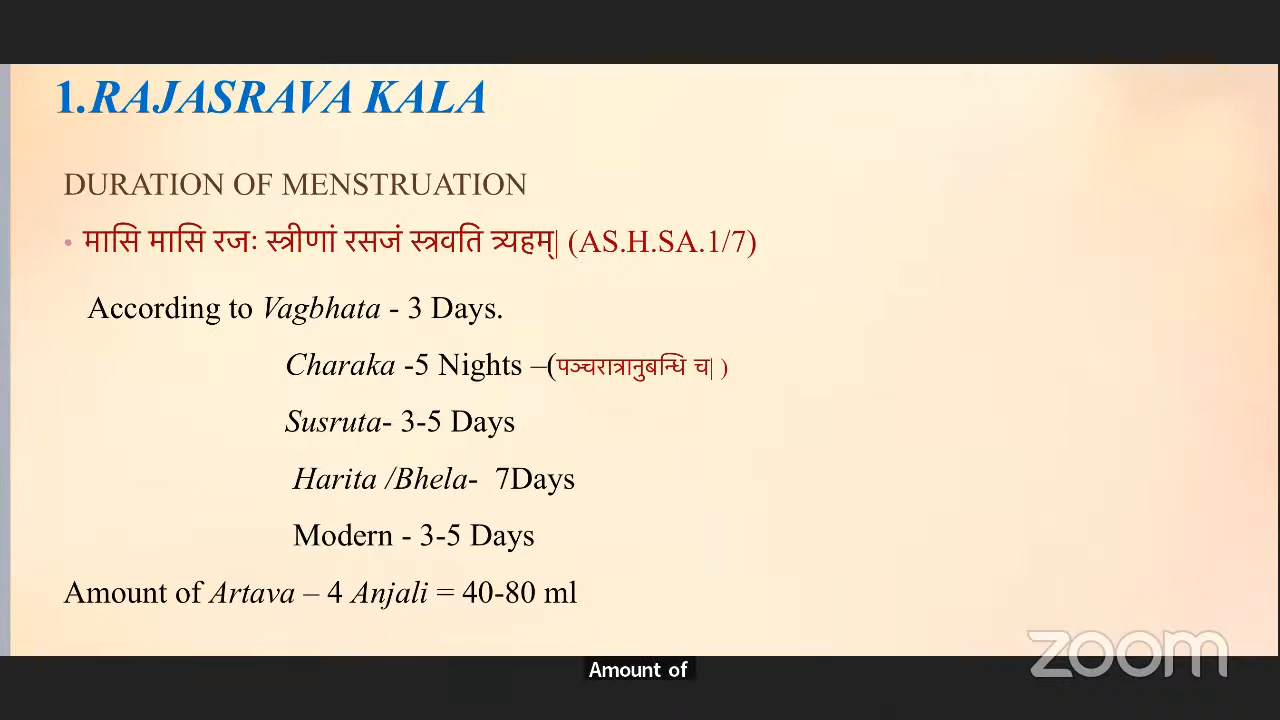 1.RAJASRAVA KALA
DURATION OF MENSTRUATION
• मासि मासि रजः स्त्रीणां रसजं स्त्रवति त्र्यहम्| (AS.H.SA.1/7)
According to Vagbhata - 3 Days.
Charaka -5 Nights –(पञ्चरात्रानुबन्धि च| )
Susruta- 3-5 Days
Harita /Bhela- 7Days
Modern - 3-5 Days
Amount of Artava – 4 Anjali = 40-80 ml
zoom
Amount of